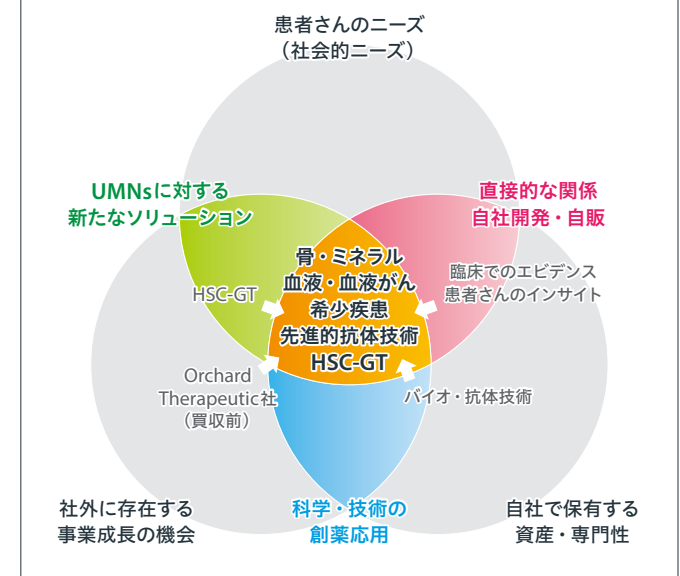 患者さんのニーズ
（社会的ニーズ）
UMNsに対する
新たなソリューション
直接的な関係
自社開発・自販
骨・ミネラル
血液・血液がん
希少疾患
先進的抗体技術
HSC-GT
HSC-GT
臨床でのエビデンス
患者さんのインサイト
Orchard
Therapeutic社
（買収前）
バイオ・抗体技術
社外に存在する
事業成長の機会
科学・技術の
創薬応用
自社で保有する
資産・専門性